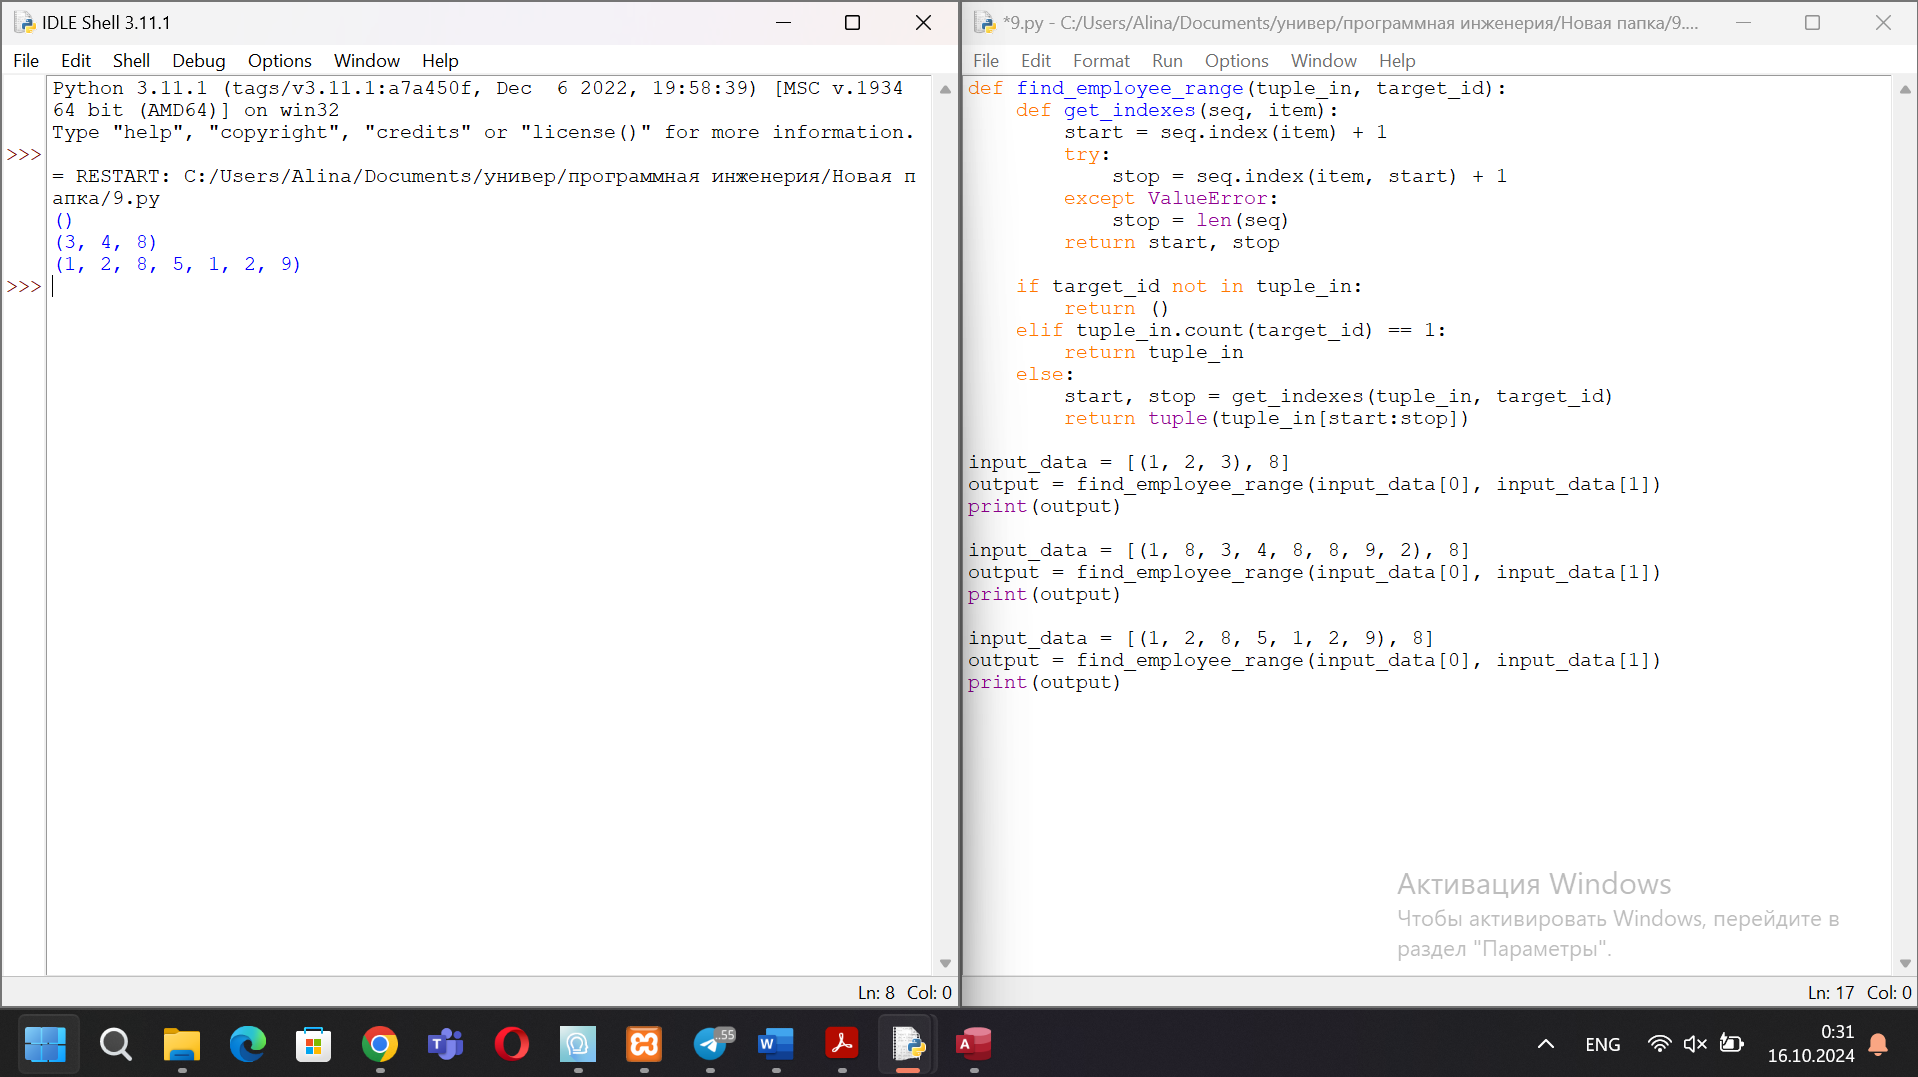 IDLE Shell 3.11.1
File Edit Shell Debug Options Window Help
Python 3.11.1 (tags/v3.11.1:a7a450f, Dec  6 2022, 19:58:39) [MSC v.1934
64 bit (AMD64)] on win32
Type "help", "copyright", "credits" or "license()" for more information.
>>>
= RESTART: C:/Users/Alina/Documents/универ/программная инженерия/Новая п
апка/9.py
()
(3, 4, 8)
(1, 2, 8, 5, 1, 2, 9)
>>>
Ln: 8 Col: 0
*9.py - C:/Users/Alina/Documents/универ/программная инженерия/Новая папка/9....
File Edit Format Run Options Window Help
def find_employee_range(tuple_in, target_id):
    def get_indexes(seq, item):
        start = seq.index(item) + 1
        try:
            stop = seq.index(item, start) + 1
        except ValueError:
            stop = len(seq)
        return start, stop
    if target_id not in tuple_in:
        return ()
    elif tuple_in.count(target_id) == 1:
        return tuple_in
    else:
        start, stop = get_indexes(tuple_in, target_id)
        return tuple(tuple_in[start:stop])
input_data = [(1, 2, 3), 8]
output = find_employee_range(input_data[0], input_data[1])
print(output)
input_data = [(1, 8, 3, 4, 8, 8, 9, 2), 8]
output = find_employee_range(input_data[0], input_data[1])
print(output)
input_data = [(1, 2, 8, 5, 1, 2, 9), 8]
output = find_employee_range(input_data[0], input_data[1])
print(output)
Активация Windows
Чтобы активировать Windows, перейдите в
раздел "Параметры".
Ln: 17 Col: 0
..55
ENG
0:31
16.10.2024